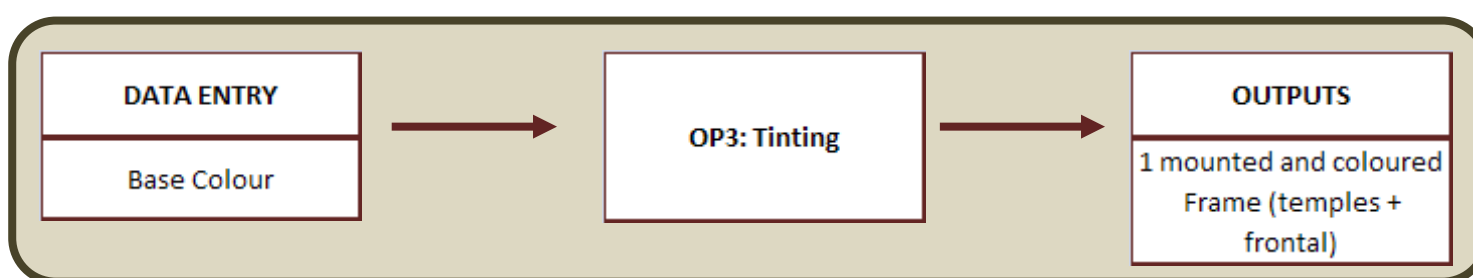 DATA ENTRY
Base Colour
OP3: Tinting
OUTPUTS
1 mounted and coloured
Frame (temples +
frontal)